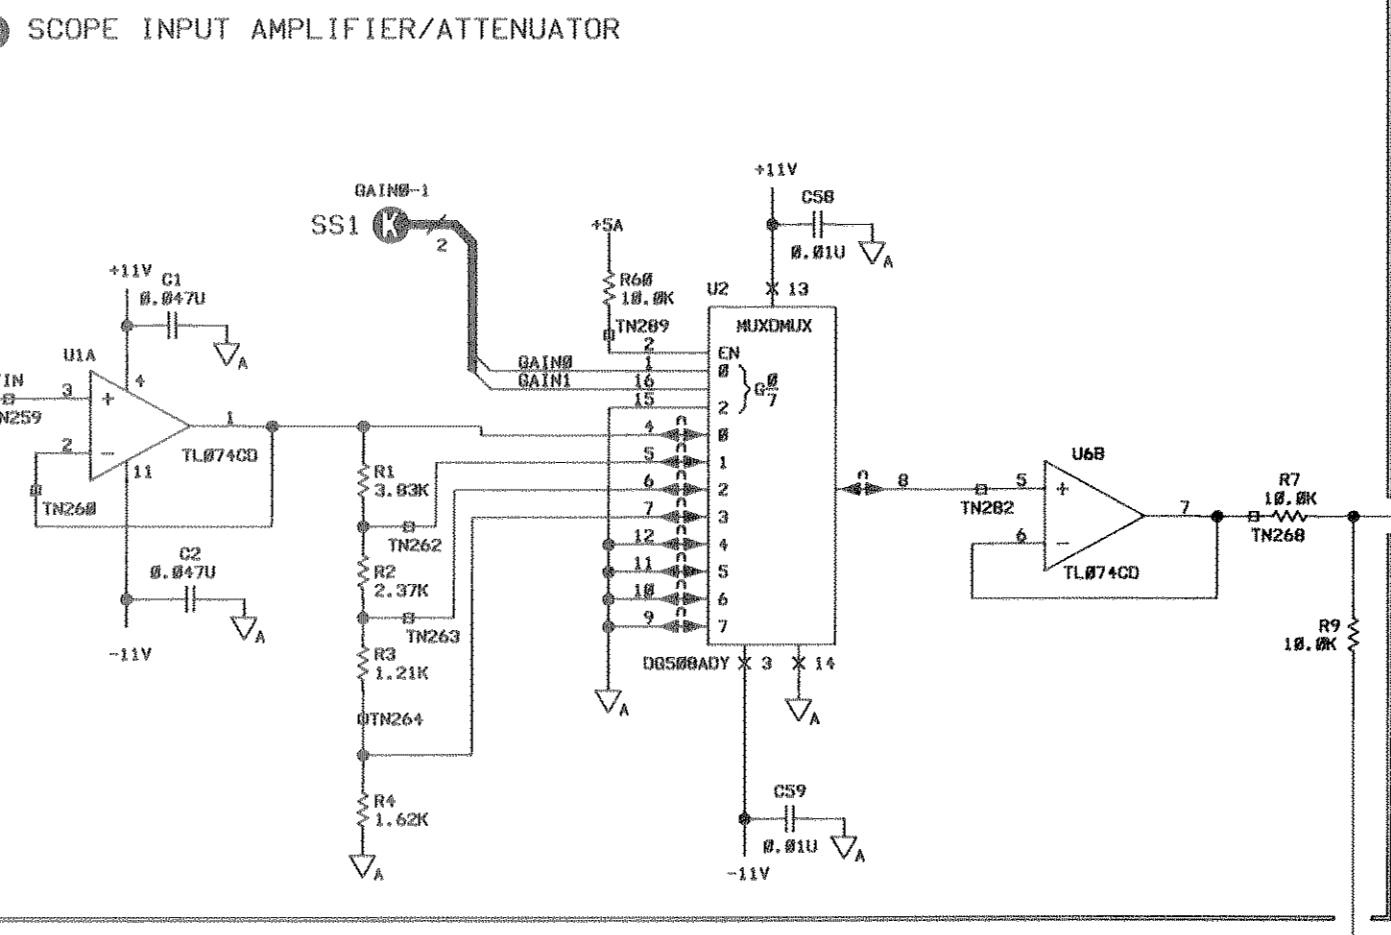 SCOPE INPUT AMPLIFIER/ATTENUATOR
GAIN0-1
SS1 K
2
+5A
R60
10.0K
TN289
+11V
C58
0.01U
A
U2
13
MUXDMUX
2
EN
GAIN0
1
0
GAIN1
16
15
2
G 0/7
4
0
5
1
6
2
7
3
12
4
11
5
10
6
9
7
DG508ADY
3
14
A
A
C59
0.01U
A
-11V
+11V
C1
0.047U
A
U1A
IN
3
+
4
N259
1
2
-
11
TL074CD
TN260
C2
0.047U
A
-11V
R1
3.83K
TN262
R2
2.37K
TN263
R3
1.21K
TN264
R4
1.62K
A
8
TN282
U6B
5
+
6
-
7
TL074CD
R7
10.0K
TN268
R9
10.0K